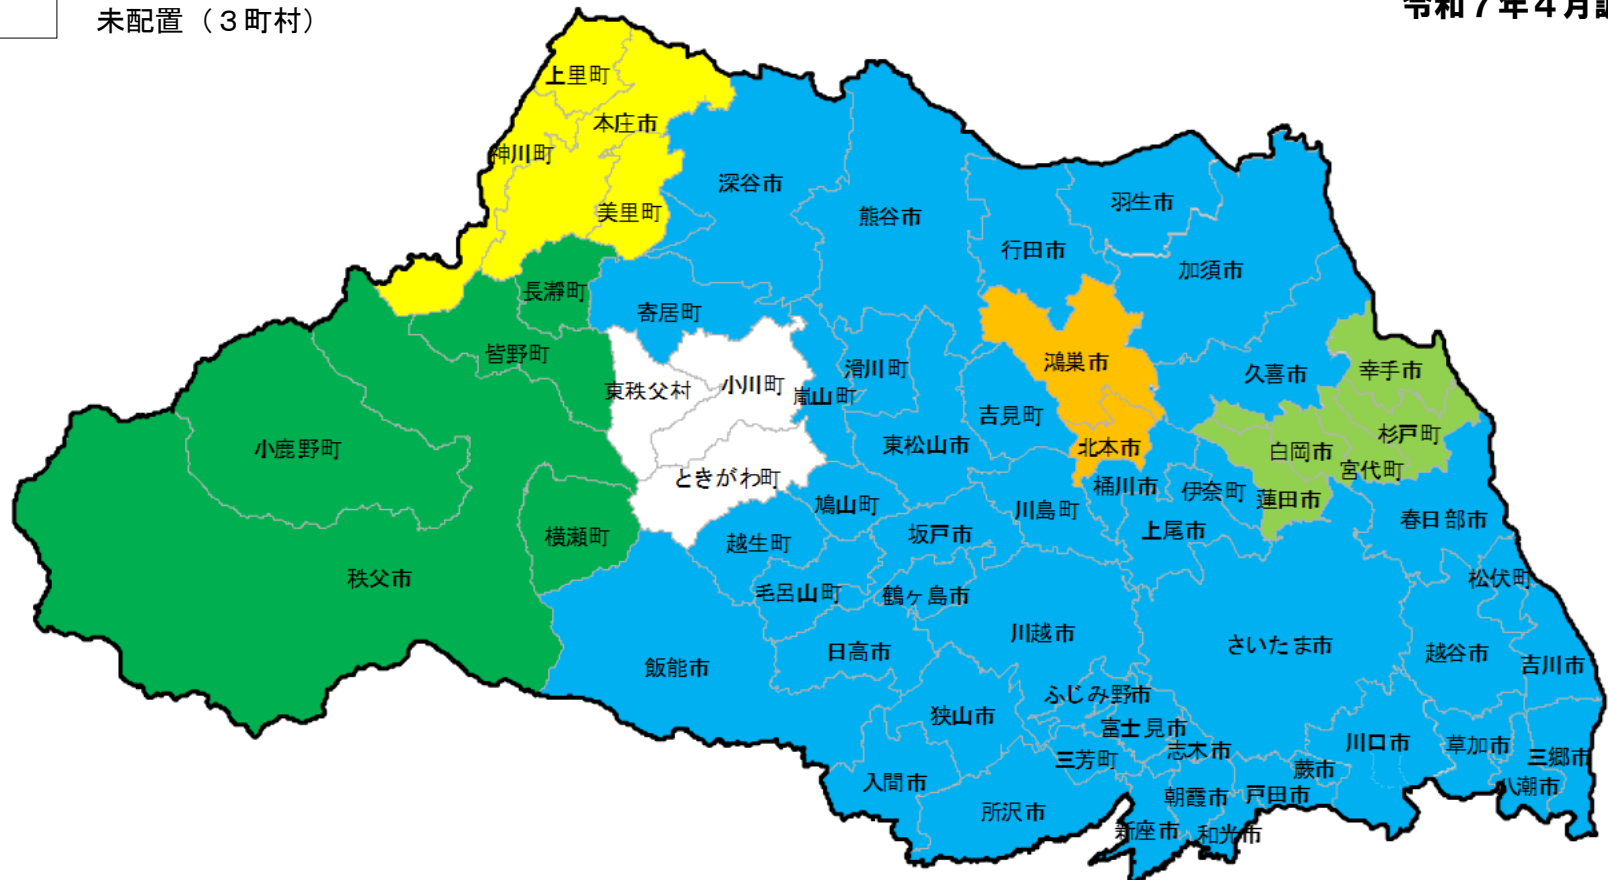 未配置（３町村）
令和７年４月
上里町
本庄市
神川町
美里町
深谷市
熊谷市
羽生市
行田市
加須市
長瀞町
寄居町
皆野町
東秩父村
小川町
嵐山町
滑川町
吉見町
鴻巣市
久喜市
幸手市
小鹿野町
東松山市
北本市
白岡市
杉戸町
宮代町
ときがわ町
鳩山町
川島町
桶川市
伊奈町
蓮田市
春日部市
横瀬町
越生町
坂戸市
上尾市
秩父市
毛呂山町
鶴ヶ島市
松伏町
飯能市
日高市
川越市
さいたま市
越谷市
吉川市
狭山市
ふじみ野市
富士見市
三芳町
志木市
川口市
草加市
三郷市
入間市
所沢市
朝霞市
戸田市
蕨市
八潮市
新座市
和光市